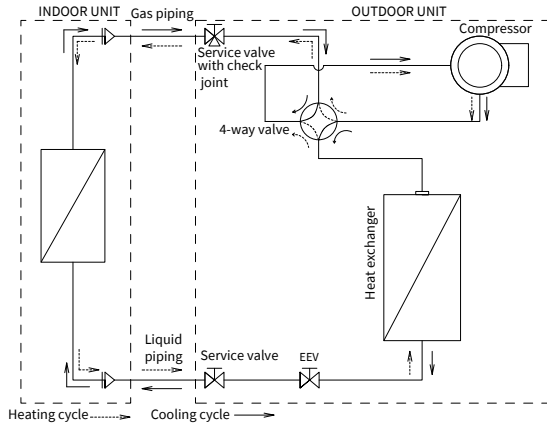 INDOOR UNIT
Gas piping
OUTDOOR UNIT
Compressor
Service valve
with check
joint
4-way valve
Heat exchanger
Liquid
piping
Service valve
EEV
Heating cycle
Cooling cycle